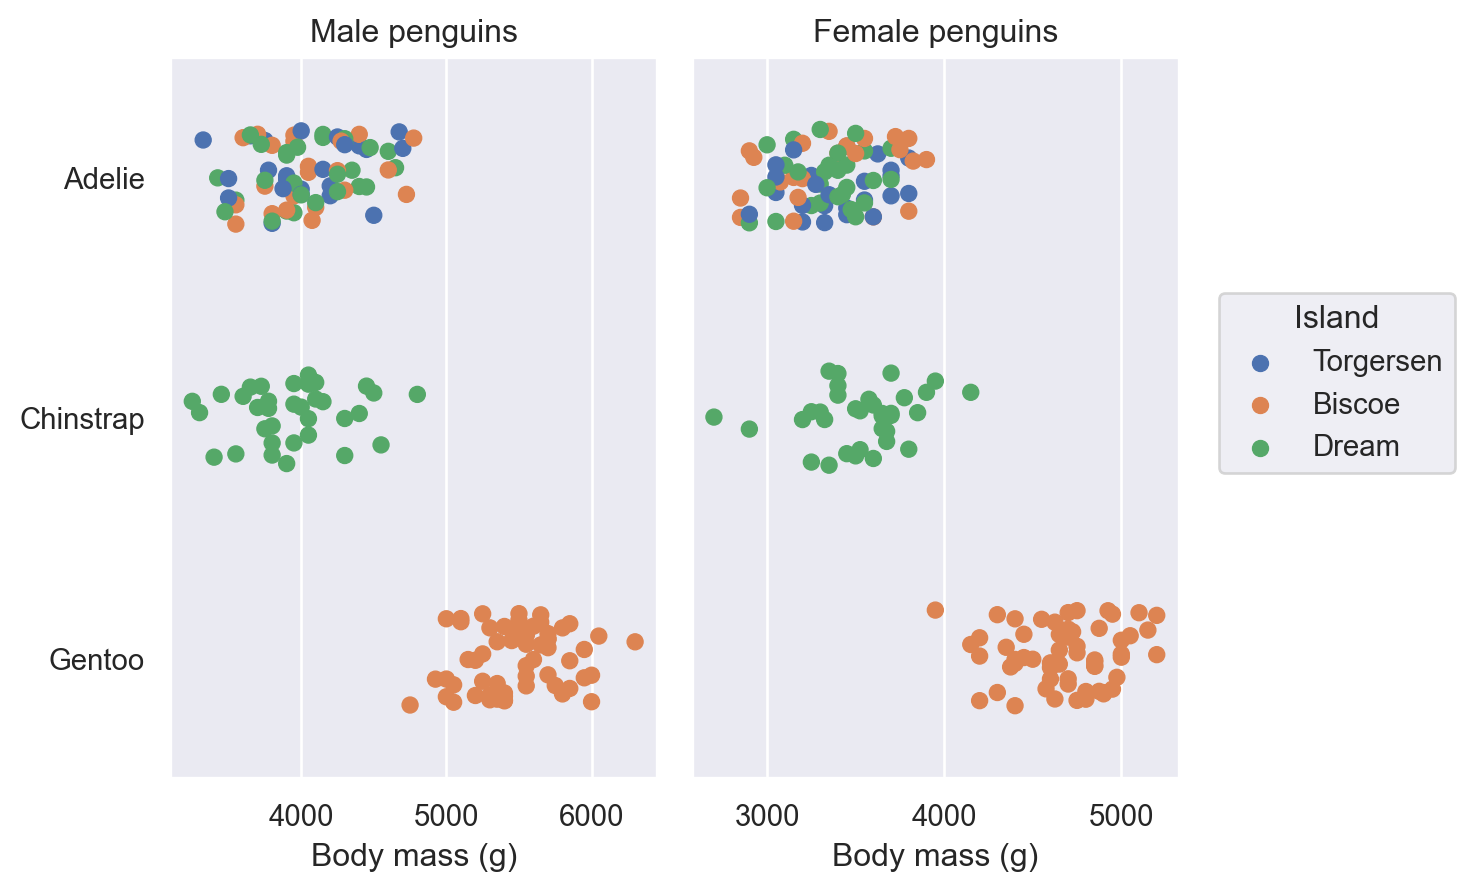 Male penguins
Female penguins
Adelie
Chinstrap
Gentoo
4000
5000
6000
Body mass (g)
3000
4000
5000
Body mass (g)
Island
Torgersen
Biscoe
Dream